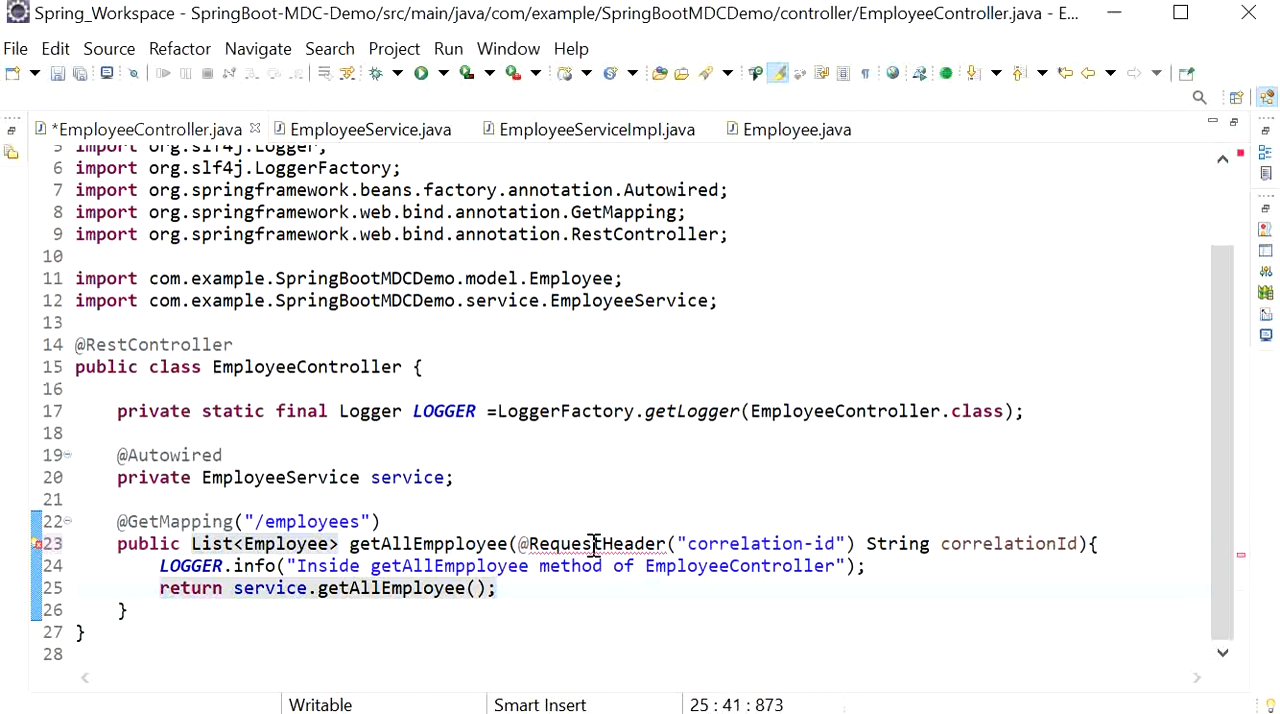 Spring_Workspace - SpringBoot-MDC-Demo/src/main/java/com/example/SpringBootMDCDemo/controller/EmployeeController.java - E...
File Edit Source Refactor Navigate Search Project Run Window Help
*EmployeeController.java EmployeeService.java EmployeeServiceImpl.java Employee.java
5 import org.slf4j.Logger;
6 import org.slf4j.LoggerFactory;
7 import org.springframework.beans.factory.annotation.Autowired;
8 import org.springframework.web.bind.annotation.GetMapping;
9 import org.springframework.web.bind.annotation.RestController;
10
11 import com.example.SpringBootMDCDemo.model.Employee;
12 import com.example.SpringBootMDCDemo.service.EmployeeService;
13
14 @RestController
15 public class EmployeeController {
16
17 private static final Logger LOGGER =LoggerFactory.getLogger(EmployeeController.class);
18
19 @Autowired
20 private EmployeeService service;
21
22 @GetMapping("/employees")
23 public List<Employee> getAllEmpployee(@RequestHeader("correlation-id") String correlationId){
24 LOGGER.info("Inside getAllEmpployee method of EmployeeController");
25 return service.getAllEmployee();
26 }
27 }
28
Writable Smart Insert 25 : 41 : 873